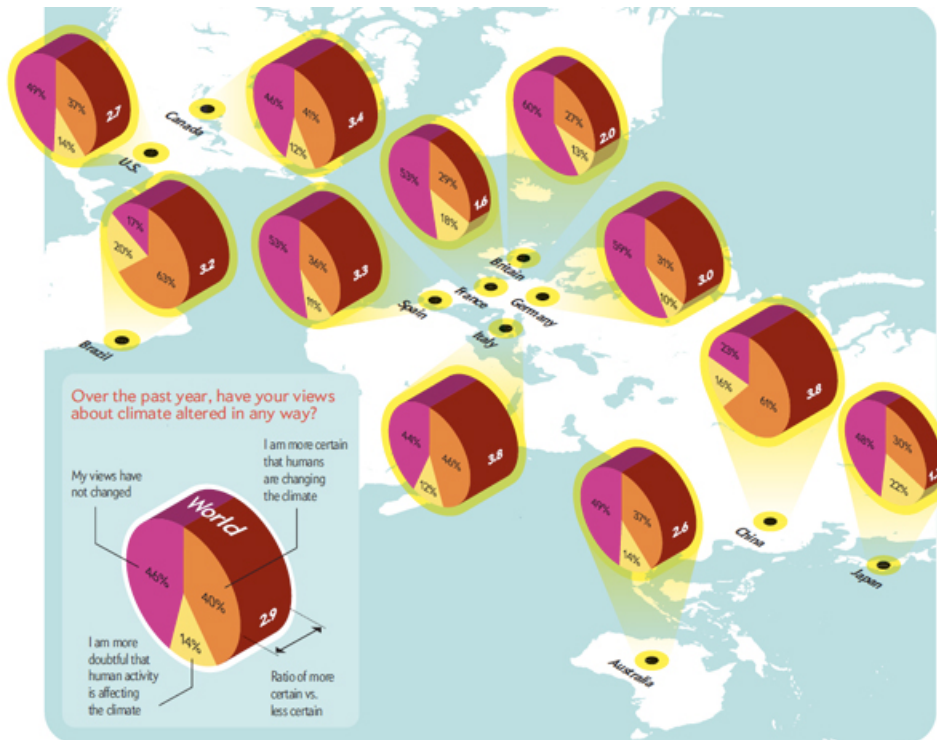 49%
37%
14%
2.7
U.S.
Canada
46%
41%
12%
3.4
60%
27%
13%
2.0
Britain
53%
29%
18%
1.6
France
17%
20%
63%
3.2
Brazil
53%
36%
11%
3.3
Spain
59%
31%
10%
3.0
Germany
Italy
44%
46%
12%
3.8
23%
16%
61%
3.8
China
48%
30%
22%
Japan
49%
37%
14%
2.6
Australia
Over the past year, have your views
about climate altered in any way?
My views have
not changed
I am more certain
that humans
are changing
the climate
World
46%
40%
14%
2.9
I am more
doubtful that
human activity
is affecting
the climate
Ratio of more
certain vs.
less certain